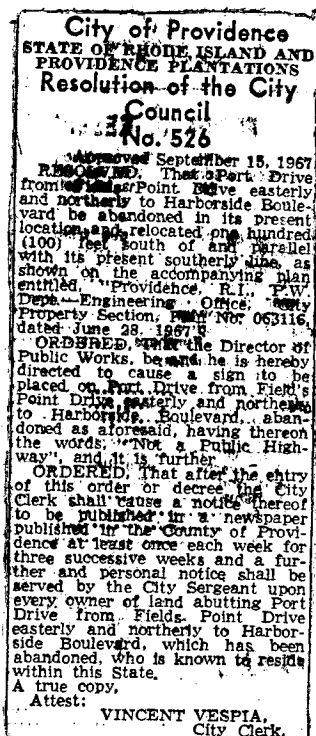 City of Providence
STATE OF RHODE ISLAND AND
PROVIDENCE PLANTATIONS
Resolution of the City
Council
No. 526
Approved September 15, 1967
RESOLVED, That Port Drive
from Fields Point Drive easterly
and northerly to Harborside Boule-
vard be abandoned in its present
location and relocated one hundred
(100) feet south of and parallel
with its present southerly line, as
shown on the accompanying plan
entitled, "Providence, R.I., P.W.
Dept.—Engineering Office, City
Property Section, Plan No. 063116,
dated June 28, 1967".
ORDERED, That the Director of
Public Works, be and he is hereby
directed to cause a sign to be
placed on Port Drive from Field's
Point Drive easterly and northerly
to Harborside Boulevard, aban-
doned as aforesaid, having thereon
the words, "Not a Public High-
way", and it is further
ORDERED, That after the entry
of this order or decree the City
Clerk shall cause a notice thereof
to be published in a newspaper
published in the County of Provi-
dence at least once each week for
three successive weeks and a fur-
ther and personal notice shall be
served by the City Sergeant upon
every owner of land abutting Port
Drive from Fields Point Drive
easterly and northerly to Harbor-
side Boulevard, which has been
abandoned, who is known to reside
within this State.
A true copy,
Attest:
VINCENT VESPIA,
City Clerk.